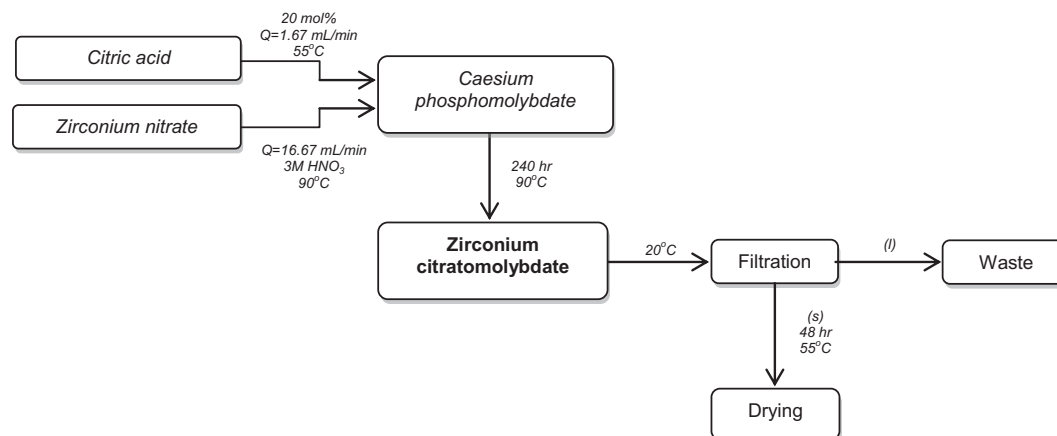 20 mol%
Q=1.67 mL/min
55°C
Citric acid
Caesium
phosphomolybdate
Zirconium nitrate
Q=16.67 mL/min
3M HNO₃
90°C
240 hr
90°C
Zirconium
citratomolybdate
20°C
Filtration
(l)
Waste
(s)
48 hr
55°C
Drying